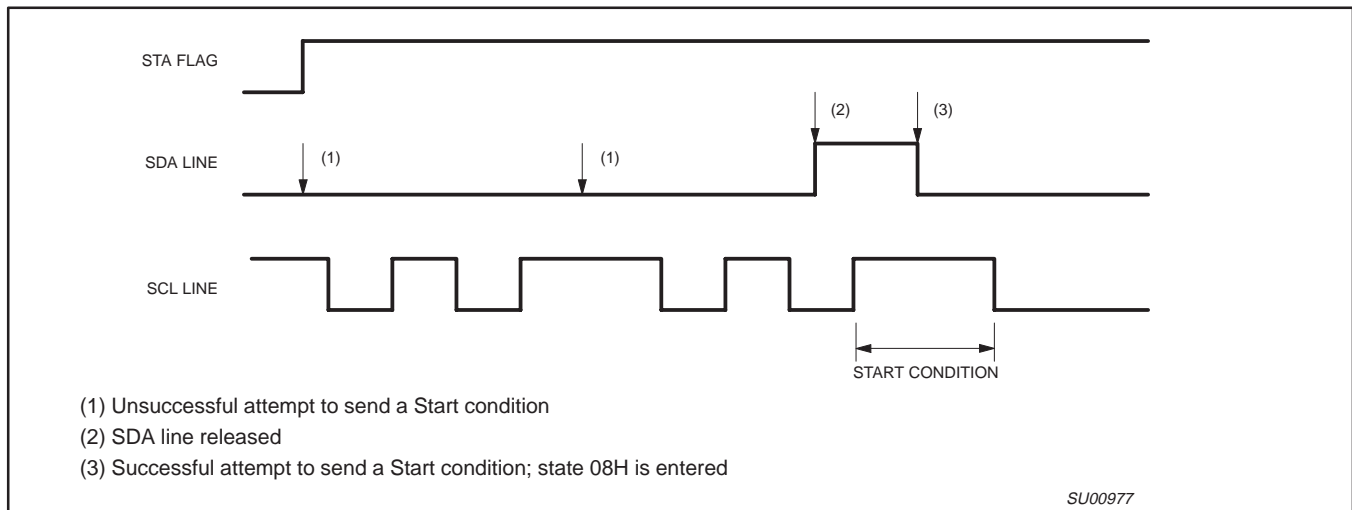 STA FLAG
(2) (3)
SDA LINE (1) (1)
SCL LINE
START CONDITION
(1) Unsuccessful attempt to send a Start condition
(2) SDA line released
(3) Successful attempt to send a Start condition; state 08H is entered
SU00977